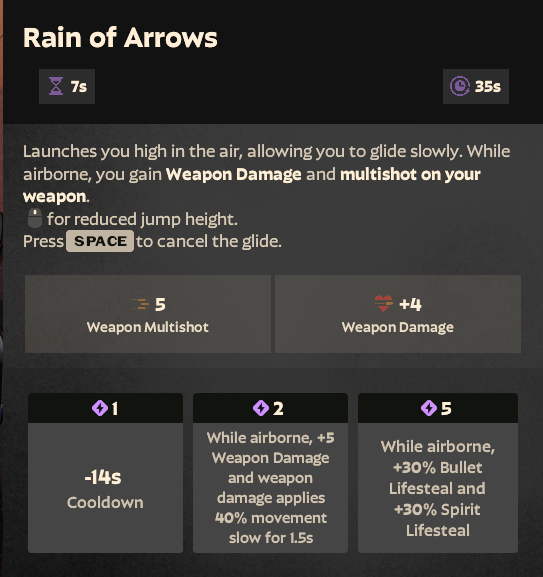 Rain of Arrows
7s
35s
Launches you high in the air, allowing you to glide slowly. While
airborne, you gain Weapon Damage and multishot on your
weapon.
for reduced jump height.
Press SPACE to cancel the glide.
5
Weapon Multishot
+4
Weapon Damage
1
-14s
Cooldown
2
While airborne, +5
Weapon Damage
and weapon
damage applies
40% movement
slow for 1.5s
5
While airborne,
+30% Bullet
Lifesteal and
+30% Spirit
Lifesteal